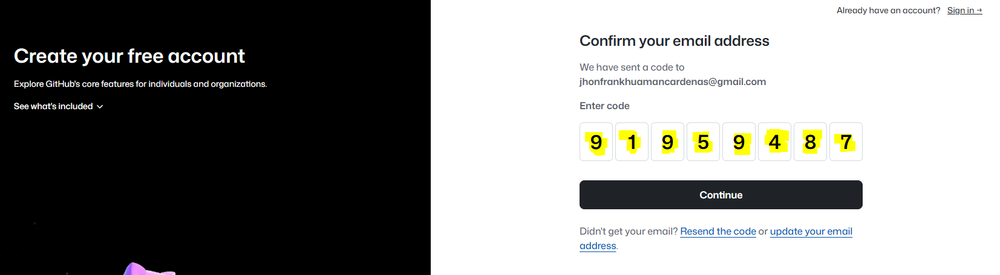 Already have an account? Sign in →
Create your free account
Explore GitHub's core features for individuals and organizations.
See what's included
Confirm your email address
We have sent a code to
jhonfrankhuamancardenas@gmail.com
Enter code
9 1 9 5 9 4 8 7
Continue
Didn't get your email? Resend the code or update your email
address.